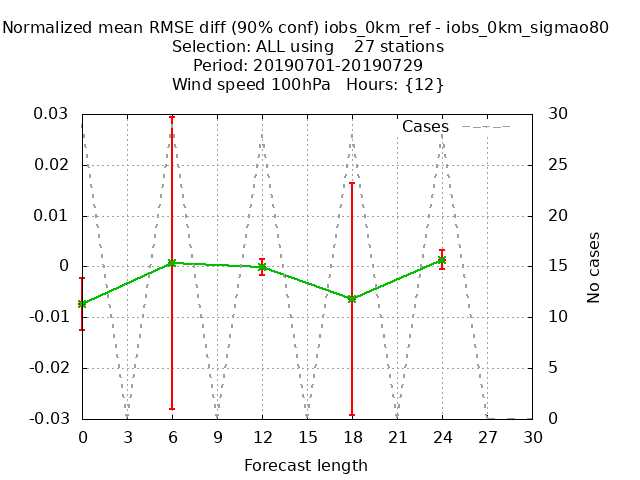 Normalized mean RMSE diff (90% conf) iobs_0km_ref - iobs_0km_sigmao80
Selection: ALL using    27 stations
Period: 20190701-20190729
Wind speed 100hPa   Hours: {12}
0.03
0.02
0.01
0
-0.01
-0.02
-0.03
Cases
30
25
20
15
10
5
0
No cases
0 3 6 9 12 15 18 21 24 27 30
Forecast length